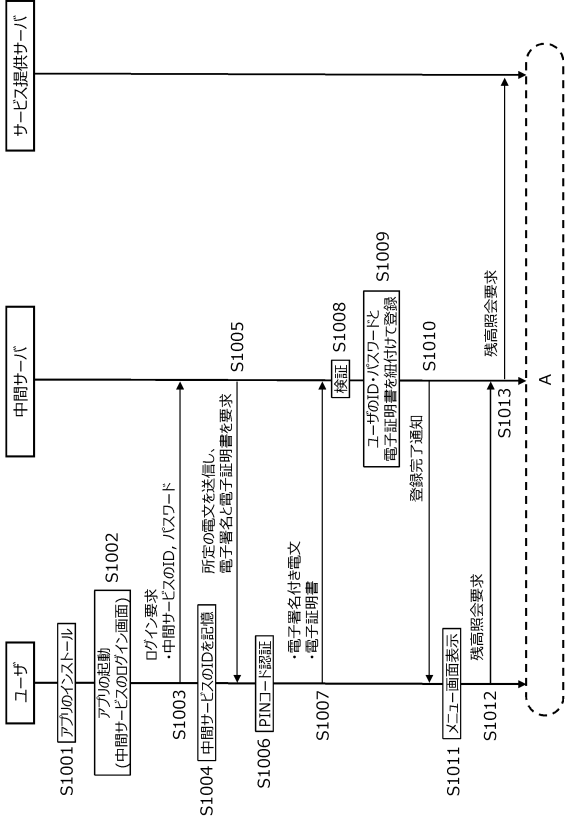 ユーザ
中間サーバ
サービス提供サーバ
S1001
アプリのインストール
S1002
アプリの起動
(中間サービスのログイン画面)
ログイン要求
・中間サービスのID, パスワード
S1003
S1004
中間サービスのIDを記憶
所定の電文を送信し、
電子署名と電子証明書を要求
S1005
S1006
PINコード認証
・電子署名付き電文
・電子証明書
S1007
検証
S1008
ユーザのID・パスワードと
電子証明書を紐付けて登録
S1009
登録完了通知
S1010
S1011
メニュー画面表示
残高照会要求
S1012
残高照会要求
S1013
A